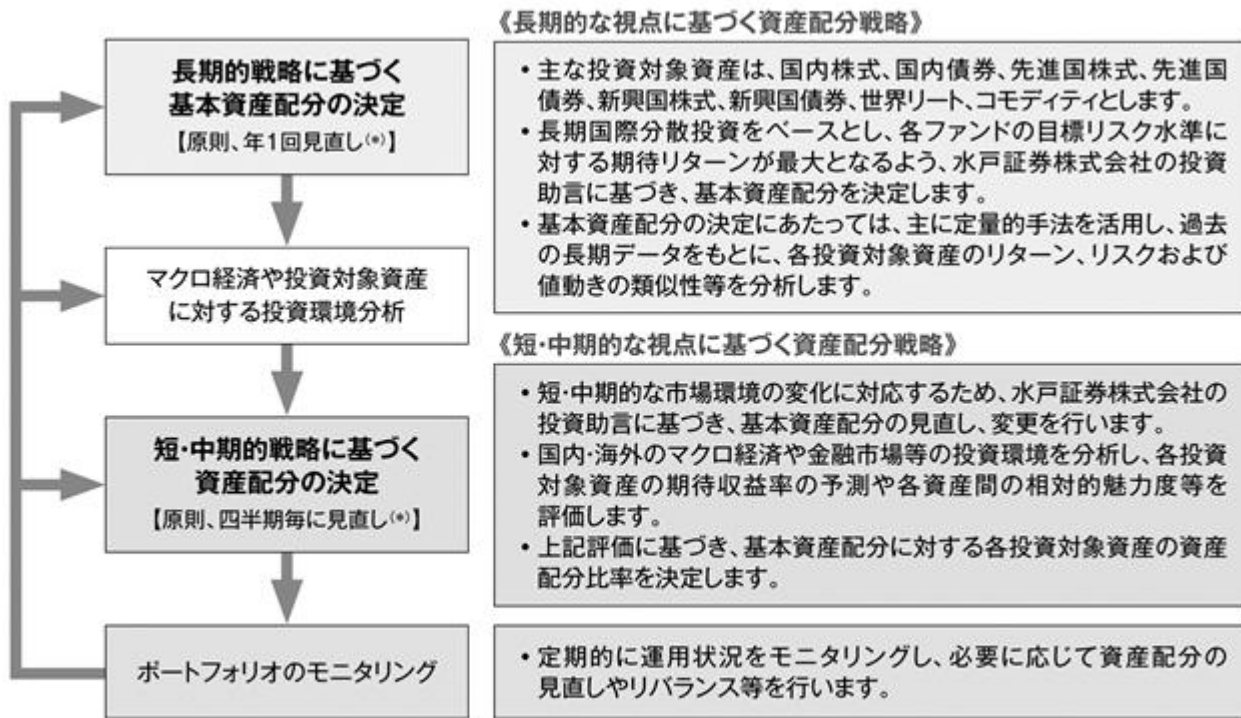 長期的戦略に基づく
基本資産配分の決定
【原則、年1回見直し(*)】
マクロ経済や投資対象資産
に対する投資環境分析
短・中期的戦略に基づく
資産配分の決定
【原則、四半期毎に見直し(*)】
ポートフォリオのモニタリング
《長期的な視点に基づく資産配分戦略》
• 主な投資対象資産は、国内株式、国内債券、先進国株式、先進国
債券、新興国株式、新興国債券、世界リート、コモディティとします。
• 長期国際分散投資をベースとし、各ファンドの目標リスク水準に
対する期待リターンが最大となるよう、水戸証券株式会社の投資
助言に基づき、基本資産配分を決定します。
• 基本資産配分の決定にあたっては、主に定量的手法を活用し、過去
の長期データをもとに、各投資対象資産のリターン、リスクおよび
値動きの類似性等を分析します。
《短・中期的な視点に基づく資産配分戦略》
• 短・中期的な市場環境の変化に対応するため、水戸証券株式会社の
投資助言に基づき、基本資産配分の見直し、変更を行います。
• 国内・海外のマクロ経済や金融市場等の投資環境を分析し、各投資
対象資産の期待収益率の予測や各資産間の相対的魅力度等を
評価します。
• 上記評価に基づき、基本資産配分に対する各投資対象資産の資産
配分比率を決定します。
• 定期的に運用状況をモニタリングし、必要に応じて資産配分の
見直しやリバランス等を行います。